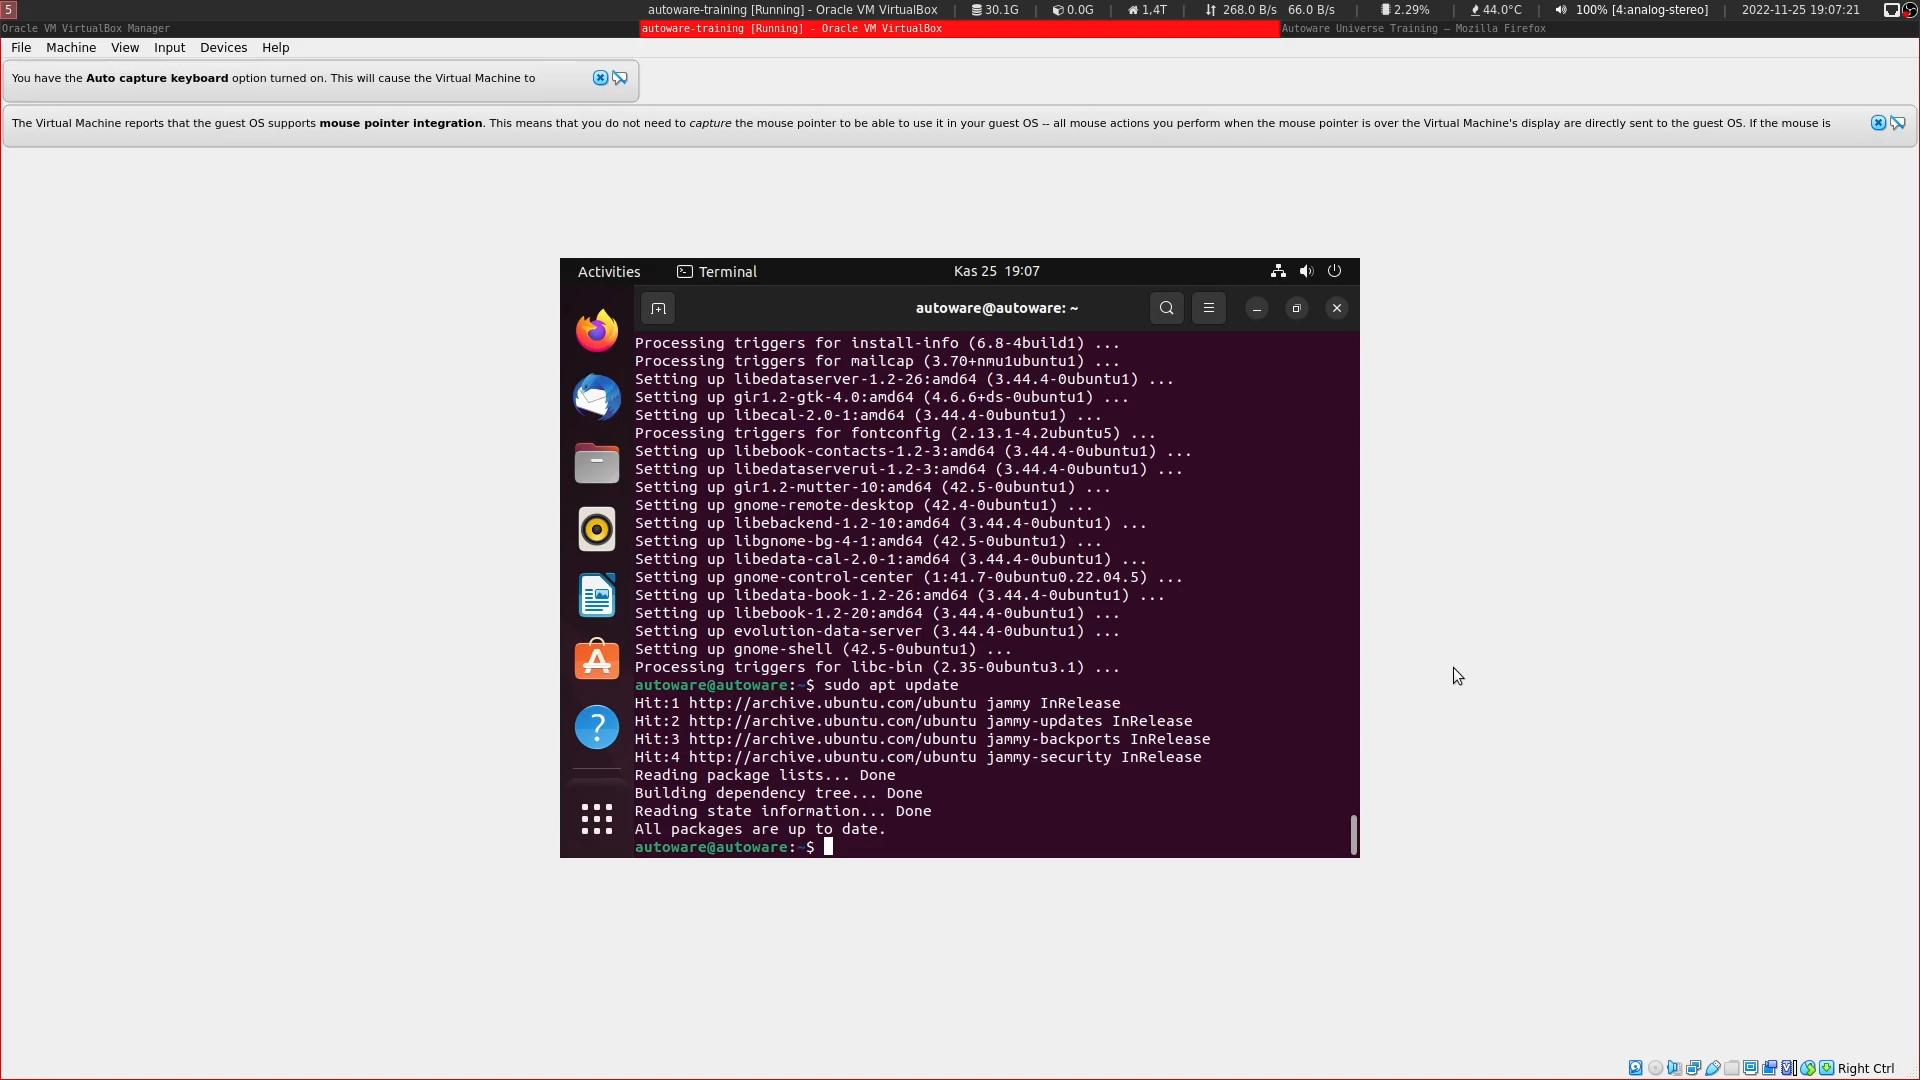 5
autoware-training [Running] - Oracle VM VirtualBox | 30.1G | 0.0G | 1,4T | 268.0 B/s 66.0 B/s | 2.29% | 44.0°C | 100% [4:analog-stereo] | 2022-11-25 19:07:21
Oracle VM VirtualBox Manager
autoware-training [Running] - Oracle VM VirtualBox
Autoware Universe Training — Mozilla Firefox
File Machine View Input Devices Help
You have the Auto capture keyboard option turned on. This will cause the Virtual Machine to
The Virtual Machine reports that the guest OS supports mouse pointer integration. This means that you do not need to capture the mouse pointer to be able to use it in your guest OS -- all mouse actions you perform when the mouse pointer is over the Virtual Machine's display are directly sent to the guest OS. If the mouse is
Activities Terminal Kas 25 19:07
autoware@autoware: ~
Processing triggers for install-info (6.8-4build1) ...
Processing triggers for mailcap (3.70+nmu1ubuntu1) ...
Setting up libedataserver-1.2-26:amd64 (3.44.4-0ubuntu1) ...
Setting up gir1.2-gtk-4.0:amd64 (4.6.6+ds-0ubuntu1) ...
Setting up libecal-2.0-1:amd64 (3.44.4-0ubuntu1) ...
Processing triggers for fontconfig (2.13.1-4.2ubuntu5) ...
Setting up libebook-contacts-1.2-3:amd64 (3.44.4-0ubuntu1) ...
Setting up libedataserverui-1.2-3:amd64 (3.44.4-0ubuntu1) ...
Setting up gir1.2-mutter-10:amd64 (42.5-0ubuntu1) ...
Setting up gnome-remote-desktop (42.4-0ubuntu1) ...
Setting up libebackend-1.2-10:amd64 (3.44.4-0ubuntu1) ...
Setting up libgnome-bg-4-1:amd64 (42.5-0ubuntu1) ...
Setting up libedata-cal-2.0-1:amd64 (3.44.4-0ubuntu1) ...
Setting up gnome-control-center (1:41.7-0ubuntu0.22.04.5) ...
Setting up libedata-book-1.2-26:amd64 (3.44.4-0ubuntu1) ...
Setting up libebook-1.2-20:amd64 (3.44.4-0ubuntu1) ...
Setting up evolution-data-server (3.44.4-0ubuntu1) ...
Setting up gnome-shell (42.5-0ubuntu1) ...
Processing triggers for libc-bin (2.35-0ubuntu3.1) ...
autoware@autoware:~$ sudo apt update
Hit:1 http://archive.ubuntu.com/ubuntu jammy InRelease
Hit:2 http://archive.ubuntu.com/ubuntu jammy-updates InRelease
Hit:3 http://archive.ubuntu.com/ubuntu jammy-backports InRelease
Hit:4 http://archive.ubuntu.com/ubuntu jammy-security InRelease
Reading package lists... Done
Building dependency tree... Done
Reading state information... Done
All packages are up to date.
autoware@autoware:~$
Right Ctrl